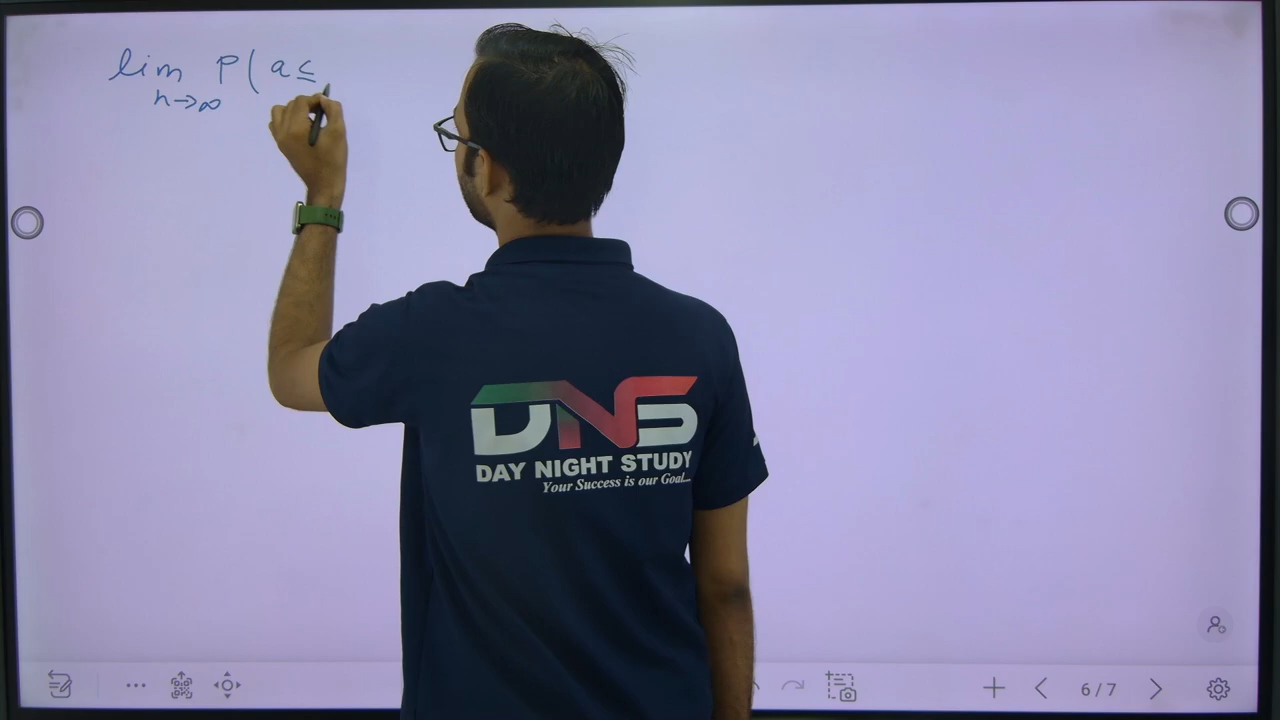 lim P( a ≤
n→∞
DNS
DAY NIGHT STUDY
Your Success is our Goal...
6/7